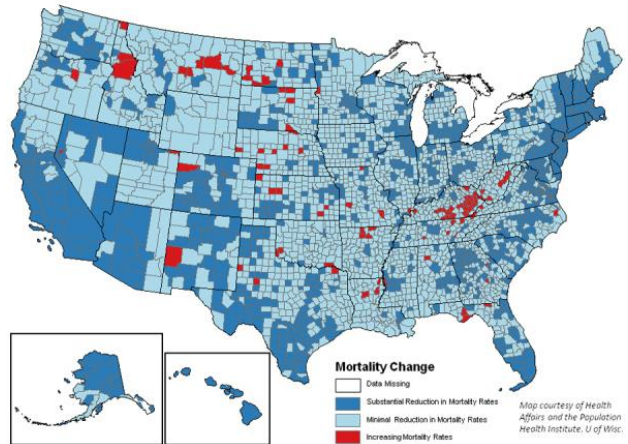 Mortality Change
Data Missing
Substantial Reduction in Mortality Rates
Minimal Reduction in Mortality Rates
Increasing Mortality Rates
Map courtesy of Health
Affairs and the Population
Health Institute, U of Wisc.